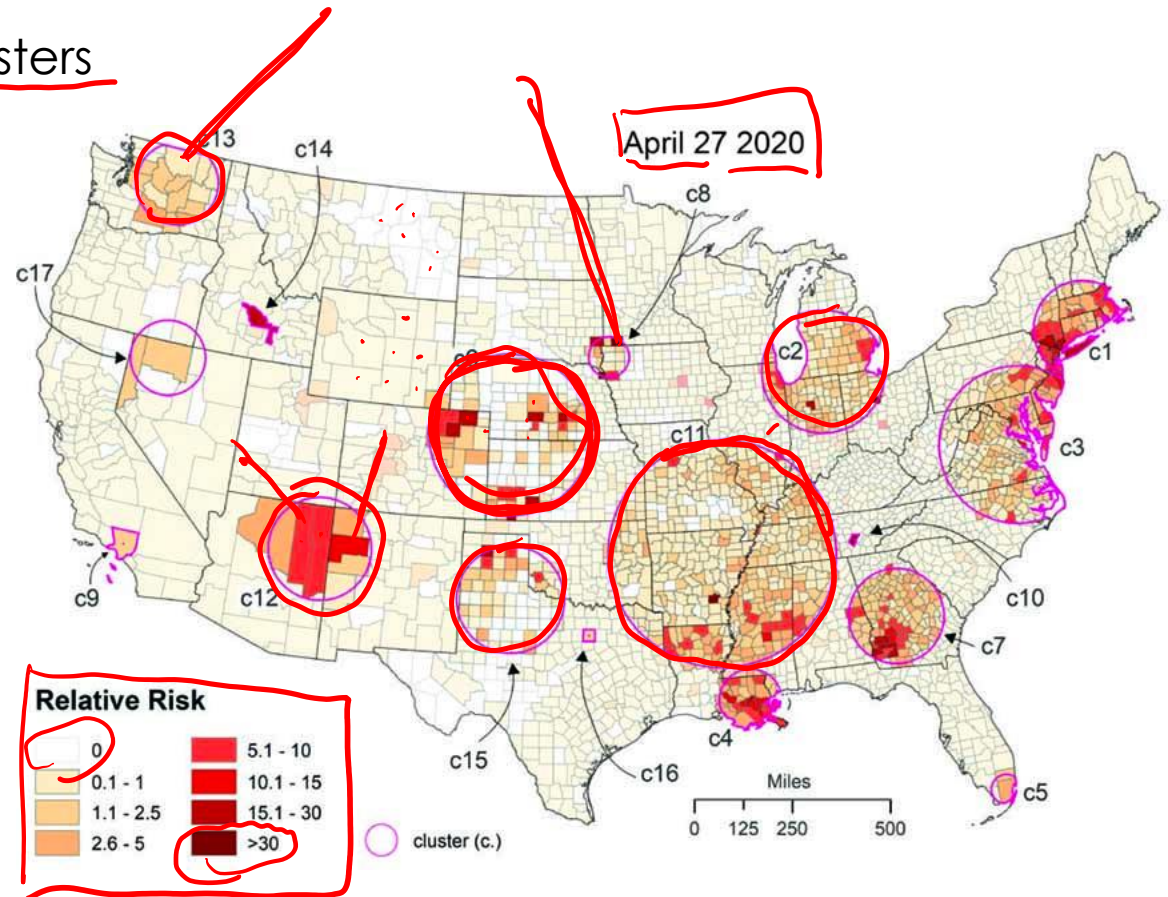 sters
April 27 2020
c13
c14
c8
c17
c2
c1
c11
c3
c9
c12
c10
c7
c15
c16
c4
c5
Relative Risk
0
0.1 - 1
1.1 - 2.5
2.6 - 5
5.1 - 10
10.1 - 15
15.1 - 30
>30
cluster (c.)
Miles
0 125 250 500